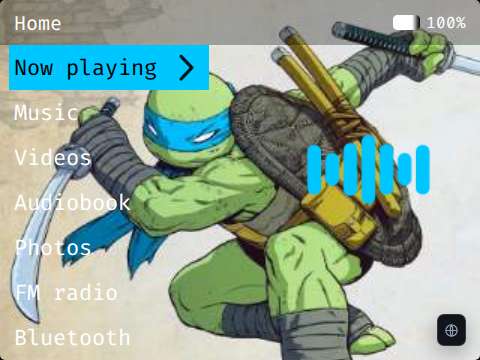 Home
100%
Now playing
Music
Videos
Audiobook
Photos
FM radio
Bluetooth